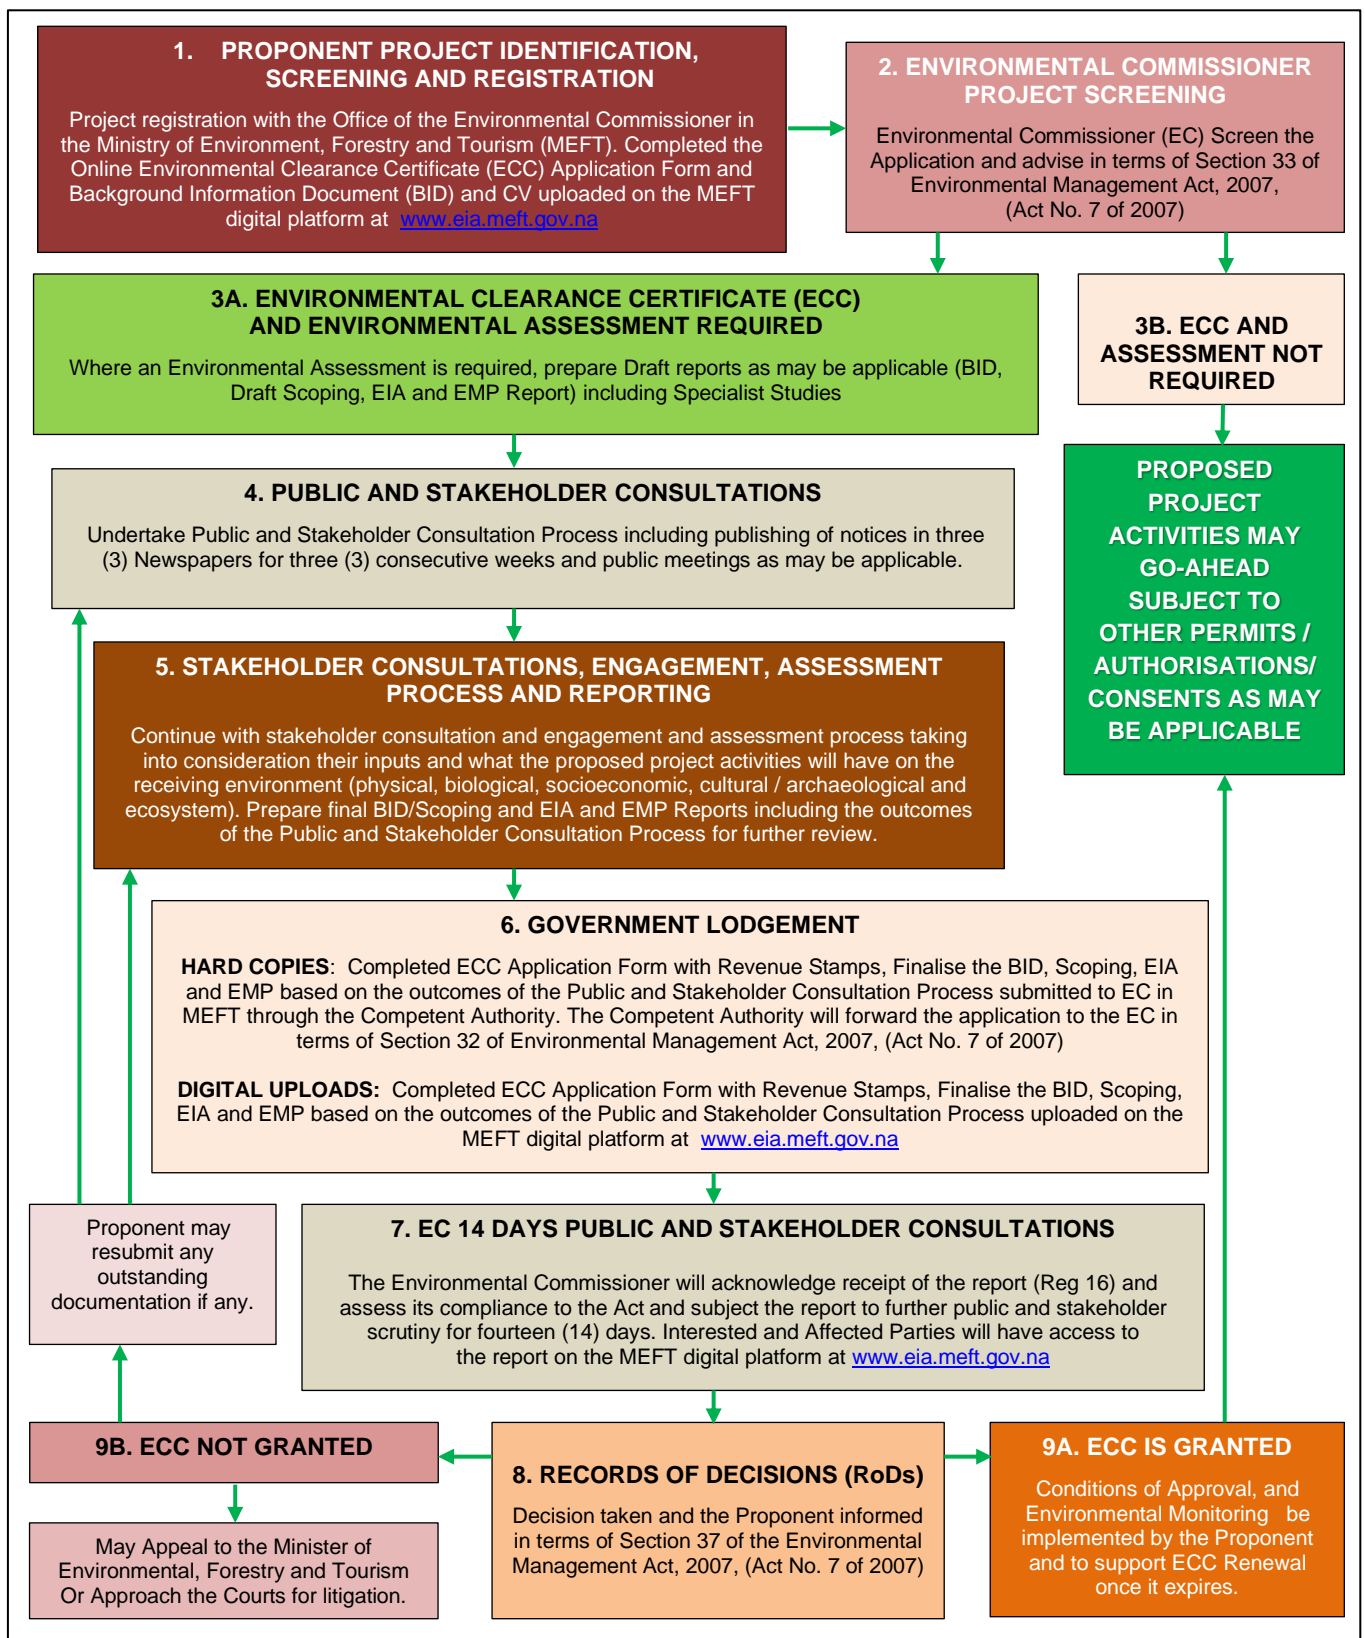 1. PROPONENT PROJECT IDENTIFICATION,
SCREENING AND REGISTRATION
Project registration with the Office of the Environmental Commissioner in
the Ministry of Environment, Forestry and Tourism (MEFT). Completed the
Online Environmental Clearance Certificate (ECC) Application Form and
Background Information Document (BID) and CV uploaded on the MEFT
digital platform at www.eia.meft.gov.na
2. ENVIRONMENTAL COMMISSIONER
PROJECT SCREENING
Environmental Commissioner (EC) Screen the
Application and advise in terms of Section 33 of
Environmental Management Act, 2007,
(Act No. 7 of 2007)
3A. ENVIRONMENTAL CLEARANCE CERTIFICATE (ECC)
AND ENVIRONMENTAL ASSESSMENT REQUIRED
Where an Environmental Assessment is required, prepare Draft reports as may be applicable (BID,
Draft Scoping, EIA and EMP Report) including Specialist Studies
3B. ECC AND
ASSESSMENT NOT
REQUIRED
PROPOSED
PROJECT
ACTIVITIES MAY
GO-AHEAD
SUBJECT TO
OTHER PERMITS /
AUTHORISATIONS/
CONSENTS AS MAY
BE APPLICABLE
4. PUBLIC AND STAKEHOLDER CONSULTATIONS
Undertake Public and Stakeholder Consultation Process including publishing of notices in three
(3) Newspapers for three (3) consecutive weeks and public meetings as may be applicable.
5. STAKEHOLDER CONSULTATIONS, ENGAGEMENT, ASSESSMENT
PROCESS AND REPORTING
Continue with stakeholder consultation and engagement and assessment process taking
into consideration their inputs and what the proposed project activities will have on the
receiving environment (physical, biological, socioeconomic, cultural / archaeological and
ecosystem). Prepare final BID/Scoping and EIA and EMP Reports including the outcomes
of the Public and Stakeholder Consultation Process for further review.
6. GOVERNMENT LODGEMENT
HARD COPIES: Completed ECC Application Form with Revenue Stamps, Finalise the BID, Scoping, EIA
and EMP based on the outcomes of the Public and Stakeholder Consultation Process submitted to EC in
MEFT through the Competent Authority. The Competent Authority will forward the application to the EC in
terms of Section 32 of Environmental Management Act, 2007, (Act No. 7 of 2007)
DIGITAL UPLOADS: Completed ECC Application Form with Revenue Stamps, Finalise the BID, Scoping,
EIA and EMP based on the outcomes of the Public and Stakeholder Consultation Process uploaded on the
MEFT digital platform at www.eia.meft.gov.na
Proponent may
resubmit any
outstanding
documentation if any.
7. EC 14 DAYS PUBLIC AND STAKEHOLDER CONSULTATIONS
The Environmental Commissioner will acknowledge receipt of the report (Reg 16) and
assess its compliance to the Act and subject the report to further public and stakeholder
scrutiny for fourteen (14) days. Interested and Affected Parties will have access to
the report on the MEFT digital platform at www.eia.meft.gov.na
9B. ECC NOT GRANTED
May Appeal to the Minister of
Environmental, Forestry and Tourism
Or Approach the Courts for litigation.
8. RECORDS OF DECISIONS (RoDs)
Decision taken and the Proponent informed
in terms of Section 37 of the Environmental
Management Act, 2007, (Act No. 7 of 2007)
9A. ECC IS GRANTED
Conditions of Approval, and
Environmental Monitoring be
implemented by the Proponent
and to support ECC Renewal
once it expires.